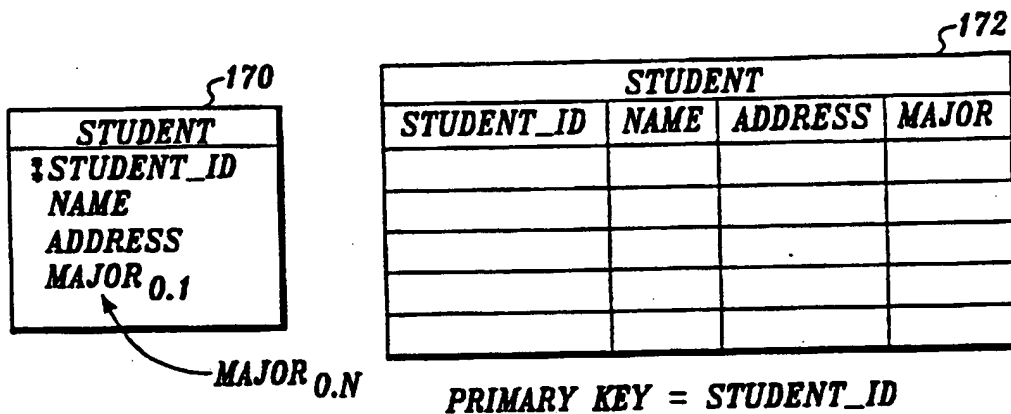 170
STUDENT
‡STUDENT_ID
NAME
ADDRESS
MAJOR 0.1
MAJOR 0.N
172
STUDENT
STUDENT_ID NAME ADDRESS MAJOR
PRIMARY KEY = STUDENT_ID